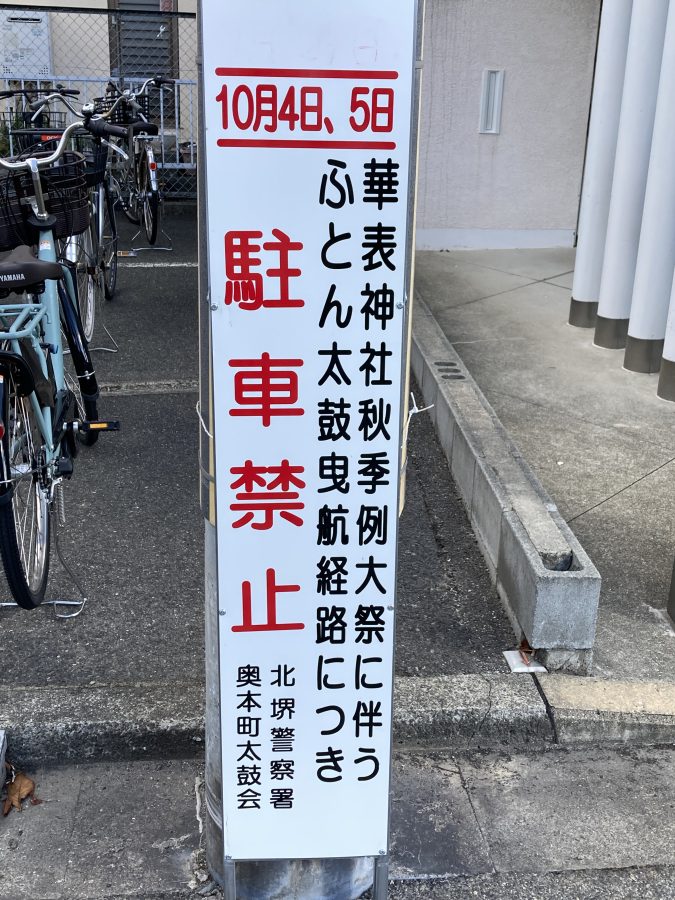 10月4日、5日
華表神社秋季例大祭に伴う
ふとん太鼓曳航経路につき
駐車禁止
北堺警察署
奥本町太鼓会
YAMAHA